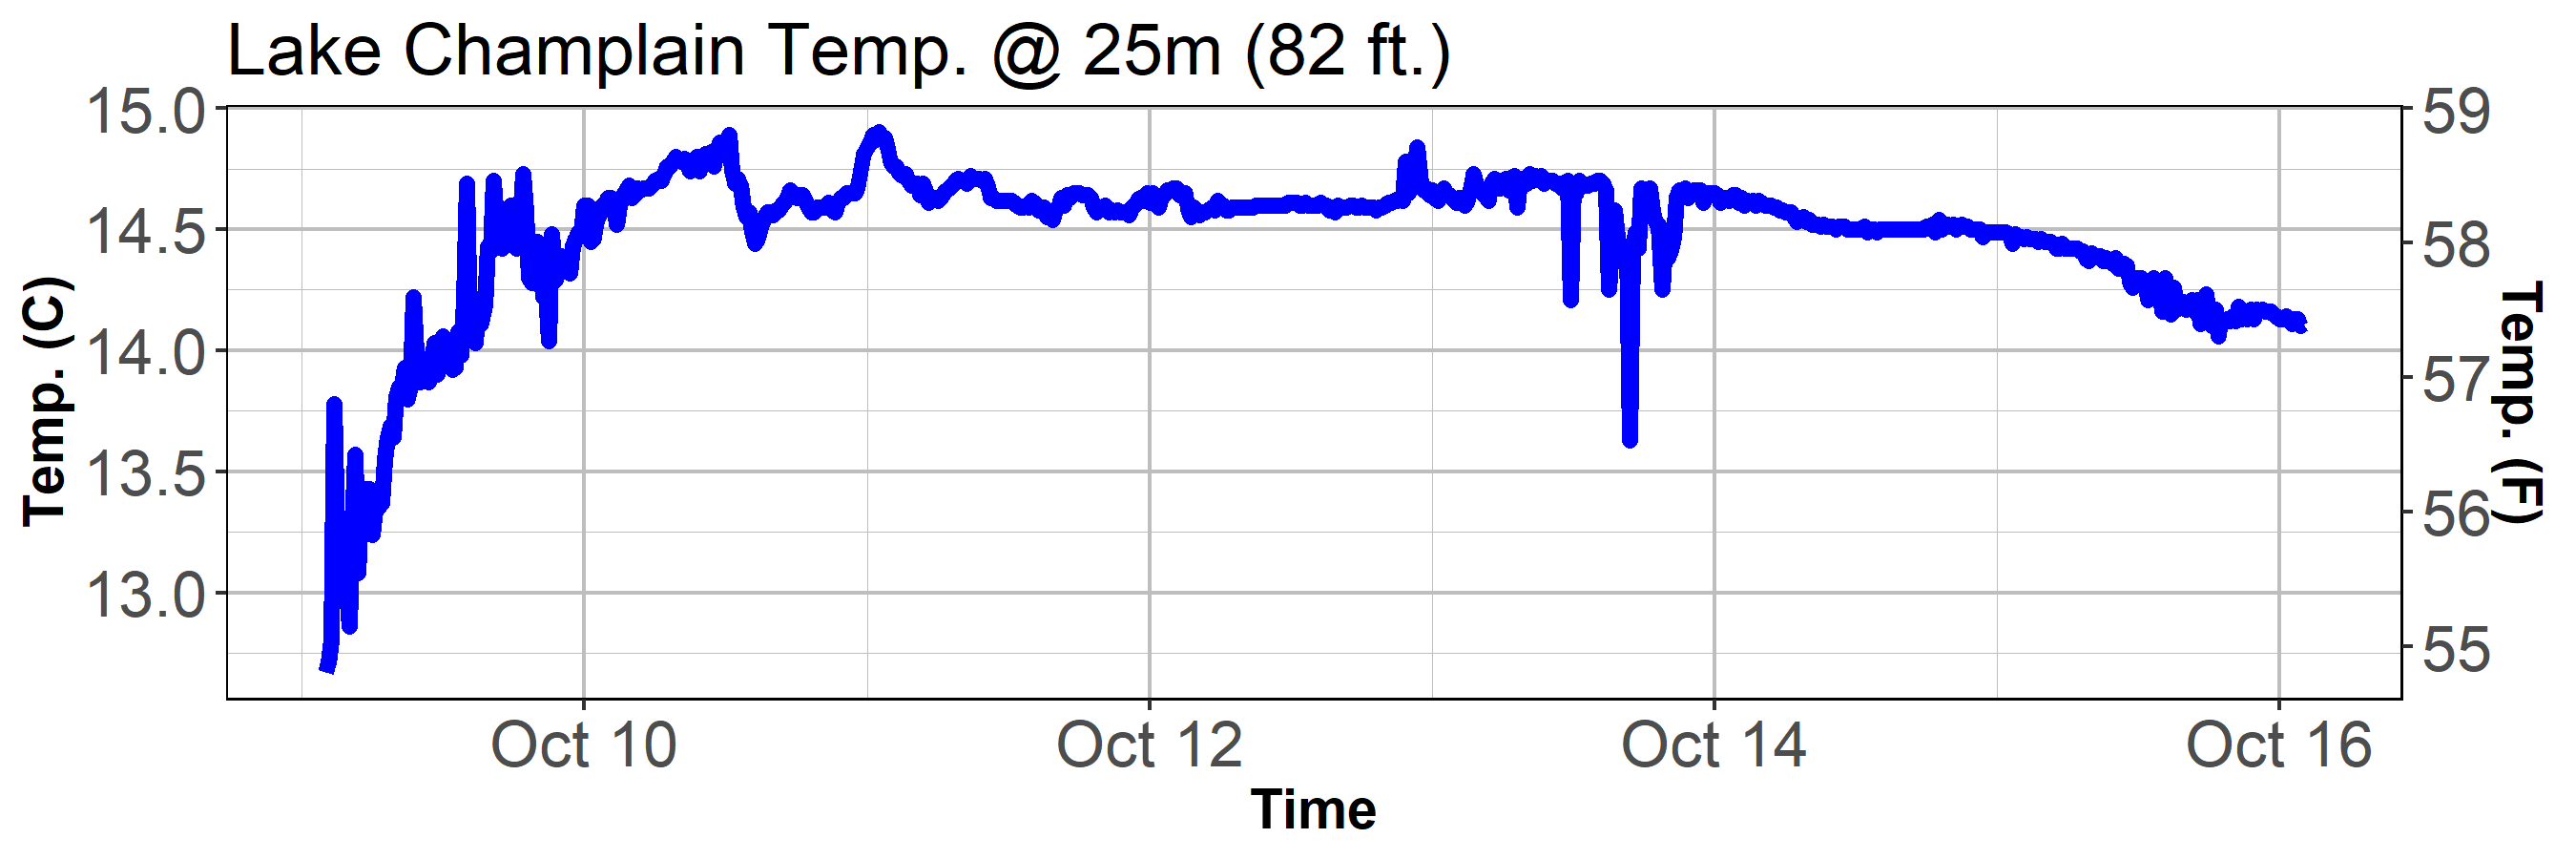 Lake Champlain Temp. @ 25m (82 ft.)
15.0
14.5
14.0
13.5
13.0
Temp. (C)
59
58
57
56
55
Temp. (F)
Oct 10
Oct 12
Oct 14
Oct 16
Time